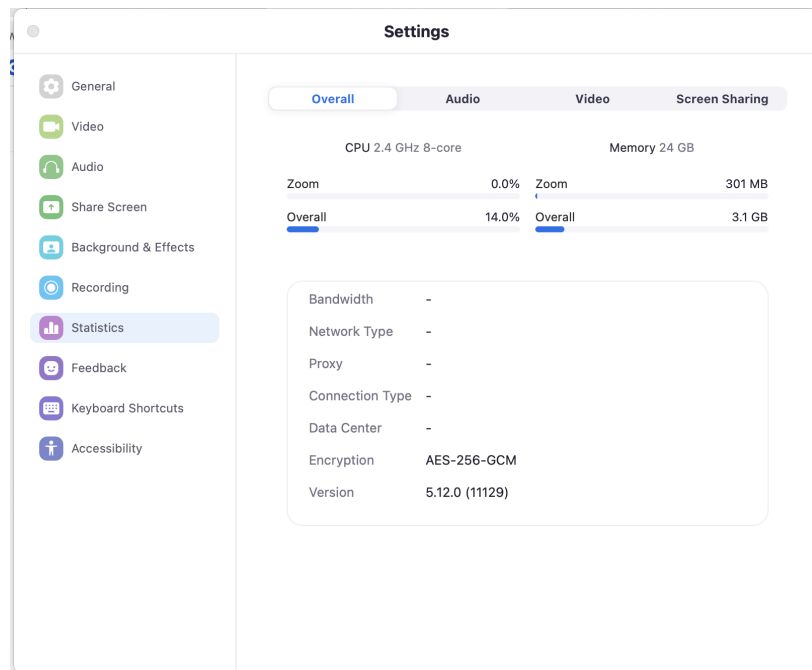 Settings
General
Video
Audio
Share Screen
Background & Effects
Recording
Statistics
Feedback
Keyboard Shortcuts
Accessibility
Overall Audio Video Screen Sharing
CPU 2.4 GHz 8-core Memory 24 GB
Zoom 0.0% Zoom 301 MB
Overall 14.0% Overall 3.1 GB
Bandwidth -
Network Type -
Proxy -
Connection Type -
Data Center -
Encryption AES-256-GCM
Version 5.12.0 (11129)